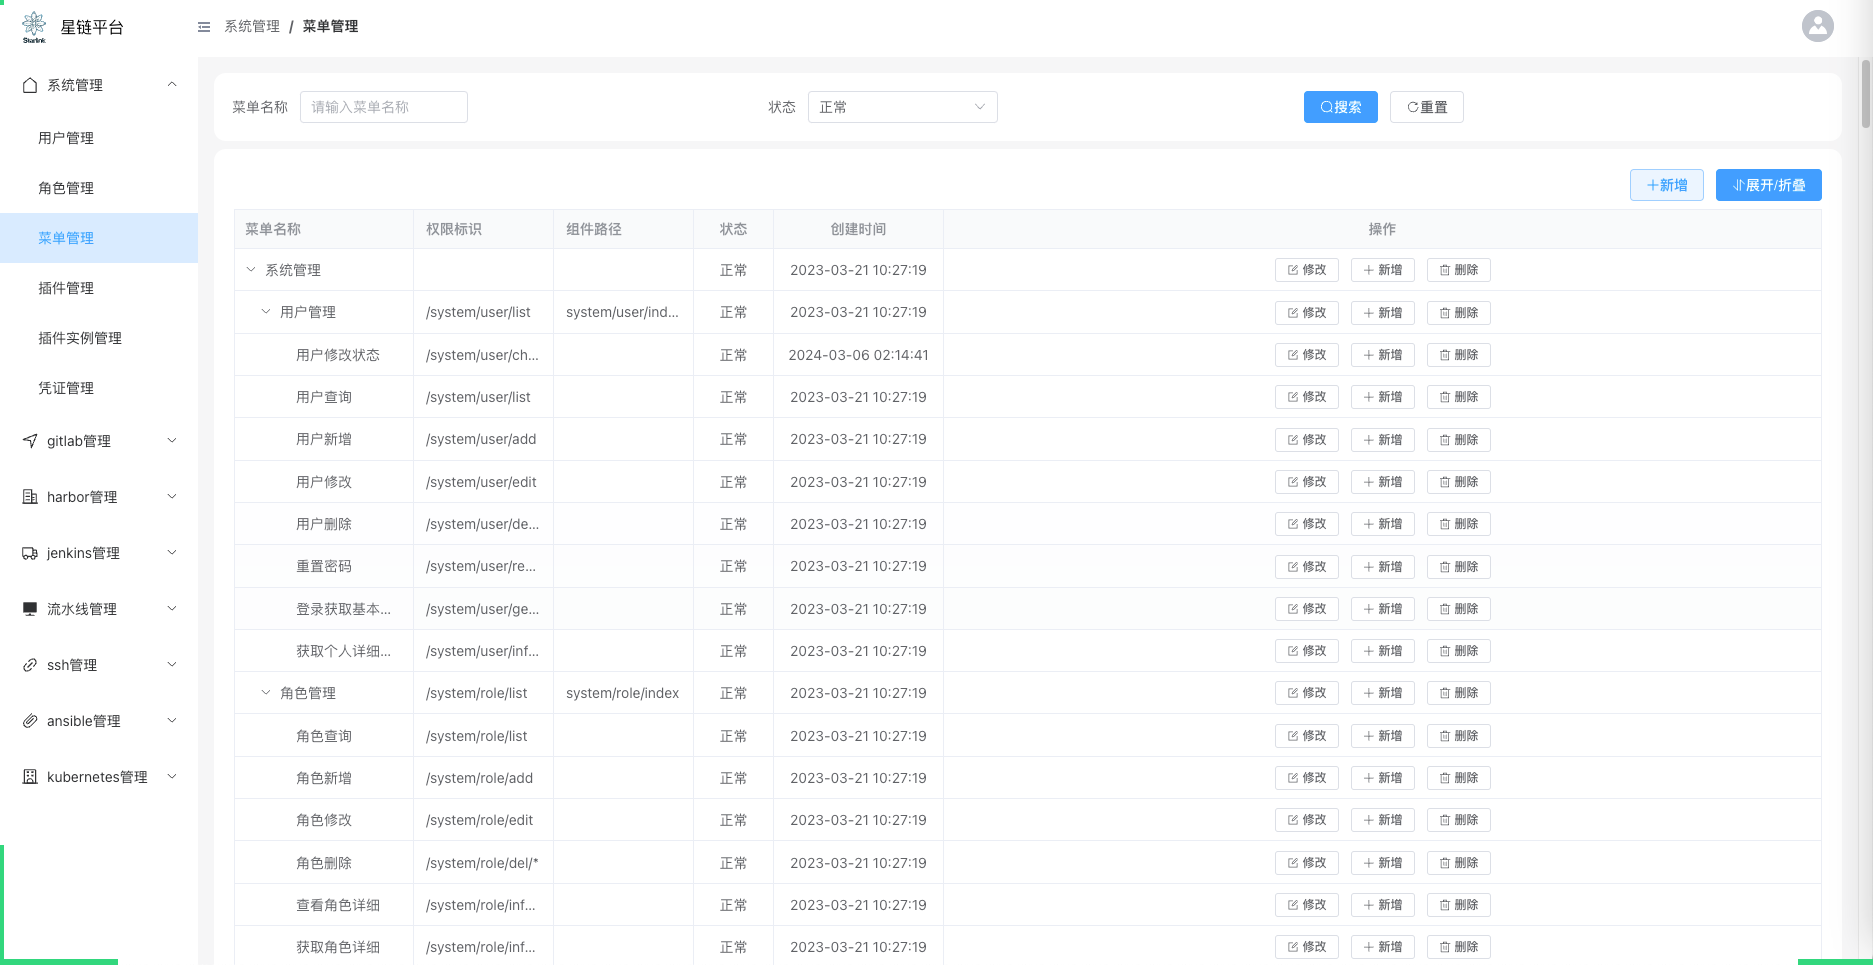 Starlink
星链平台
系统管理 / 菜单管理
系统管理
用户管理
角色管理
菜单管理
插件管理
插件实例管理
凭证管理
gitlab管理
harbor管理
jenkins管理
流水线管理
ssh管理
ansible管理
kubernetes管理
菜单名称 请输入菜单名称 状态 正常 搜索 重置
新增 展开/折叠
菜单名称 权限标识 组件路径 状态 创建时间 操作
系统管理 正常 2023-03-21 10:27:19 修改 新增 删除
用户管理 /system/user/list system/user/ind... 正常 2023-03-21 10:27:19 修改 新增 删除
用户修改状态 /system/user/ch... 正常 2024-03-06 02:14:41 修改 新增 删除
用户查询 /system/user/list 正常 2023-03-21 10:27:19 修改 新增 删除
用户新增 /system/user/add 正常 2023-03-21 10:27:19 修改 新增 删除
用户修改 /system/user/edit 正常 2023-03-21 10:27:19 修改 新增 删除
用户删除 /system/user/de... 正常 2023-03-21 10:27:19 修改 新增 删除
重置密码 /system/user/re... 正常 2023-03-21 10:27:19 修改 新增 删除
登录获取基本... /system/user/ge... 正常 2023-03-21 10:27:19 修改 新增 删除
获取个人详细... /system/user/inf... 正常 2023-03-21 10:27:19 修改 新增 删除
角色管理 /system/role/list system/role/index 正常 2023-03-21 10:27:19 修改 新增 删除
角色查询 /system/role/list 正常 2023-03-21 10:27:19 修改 新增 删除
角色新增 /system/role/add 正常 2023-03-21 10:27:19 修改 新增 删除
角色修改 /system/role/edit 正常 2023-03-21 10:27:19 修改 新增 删除
角色删除 /system/role/del/* 正常 2023-03-21 10:27:19 修改 新增 删除
查看角色详细 /system/role/inf... 正常 2023-03-21 10:27:19 修改 新增 删除
获取角色详细 /system/role/inf... 正常 2023-03-21 10:27:19 修改 新增 删除